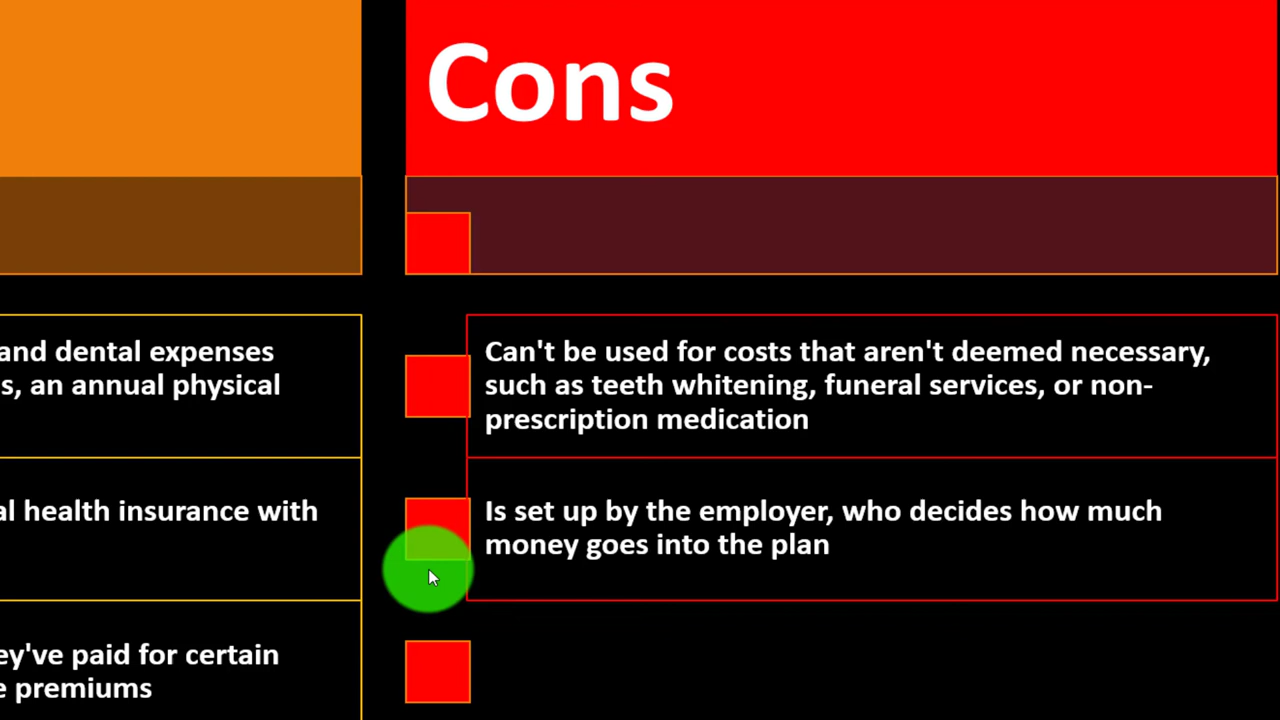 Cons
and dental expenses
s, an annual physical
al health insurance with
ey've paid for certain
e premiums
Can't be used for costs that aren't deemed necessary,
such as teeth whitening, funeral services, or non-
prescription medication
Is set up by the employer, who decides how much
money goes into the plan